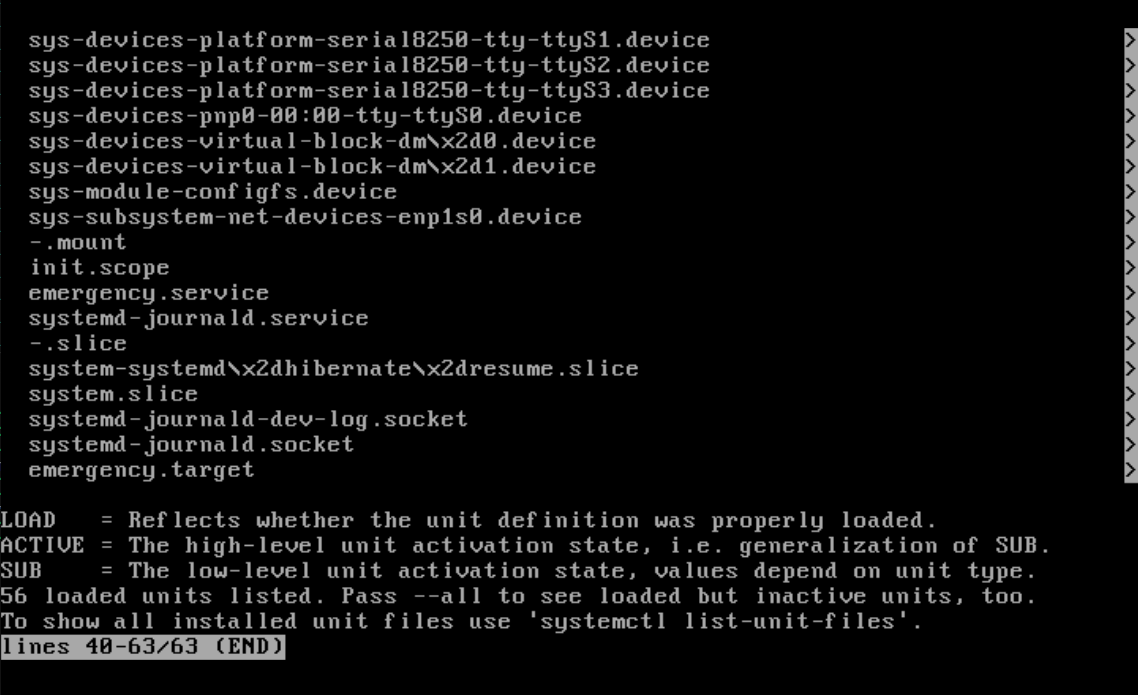 sys-devices-platform-serial8250-tty-ttyS1.device >
sys-devices-platform-serial8250-tty-ttyS2.device >
sys-devices-platform-serial8250-tty-ttyS3.device >
sys-devices-pnp0-00:00-tty-ttyS0.device >
sys-devices-virtual-block-dm\x2d0.device >
sys-devices-virtual-block-dm\x2d1.device >
sys-module-configfs.device >
sys-subsystem-net-devices-enp1s0.device >
-.mount >
init.scope >
emergency.service >
systemd-journald.service >
-.slice >
system-systemd\x2dhibernate\x2dresume.slice >
system.slice >
systemd-journald-dev-log.socket >
systemd-journald.socket >
emergency.target >
LOAD   = Reflects whether the unit definition was properly loaded.
ACTIVE = The high-level unit activation state, i.e. generalization of SUB.
SUB    = The low-level unit activation state, values depend on unit type.
56 loaded units listed. Pass --all to see loaded but inactive units, too.
To show all installed unit files use 'systemctl list-unit-files'.
lines 40-63/63 (END)